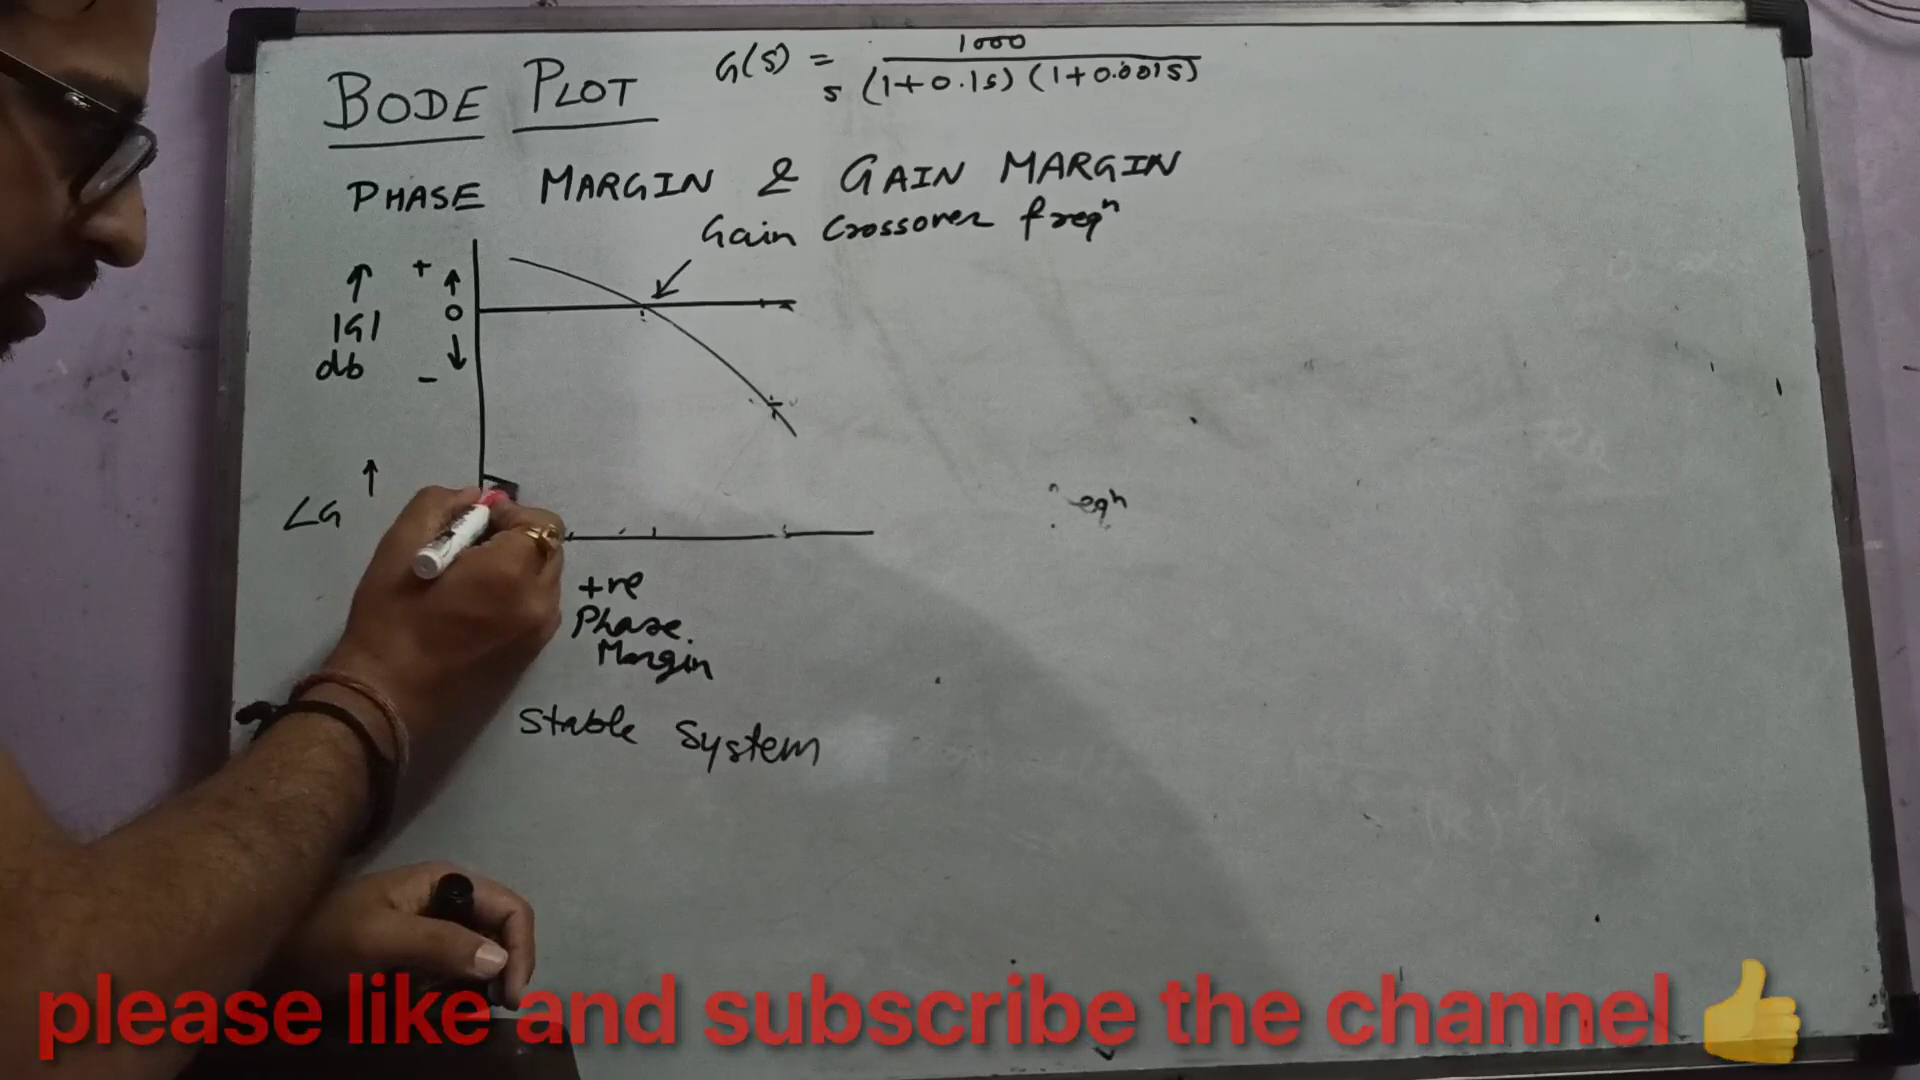 BODE PLOT
G(s) = 1000
s (1+0.1s) (1+0.001s)
PHASE MARGIN & GAIN MARGIN
Gain Crossover freqⁿ
↑ + ↑
|G| 0
db - ↓
↑
∠G
+ve
Phase.
Margin
Stable System
please like and subscribe the channel 👍